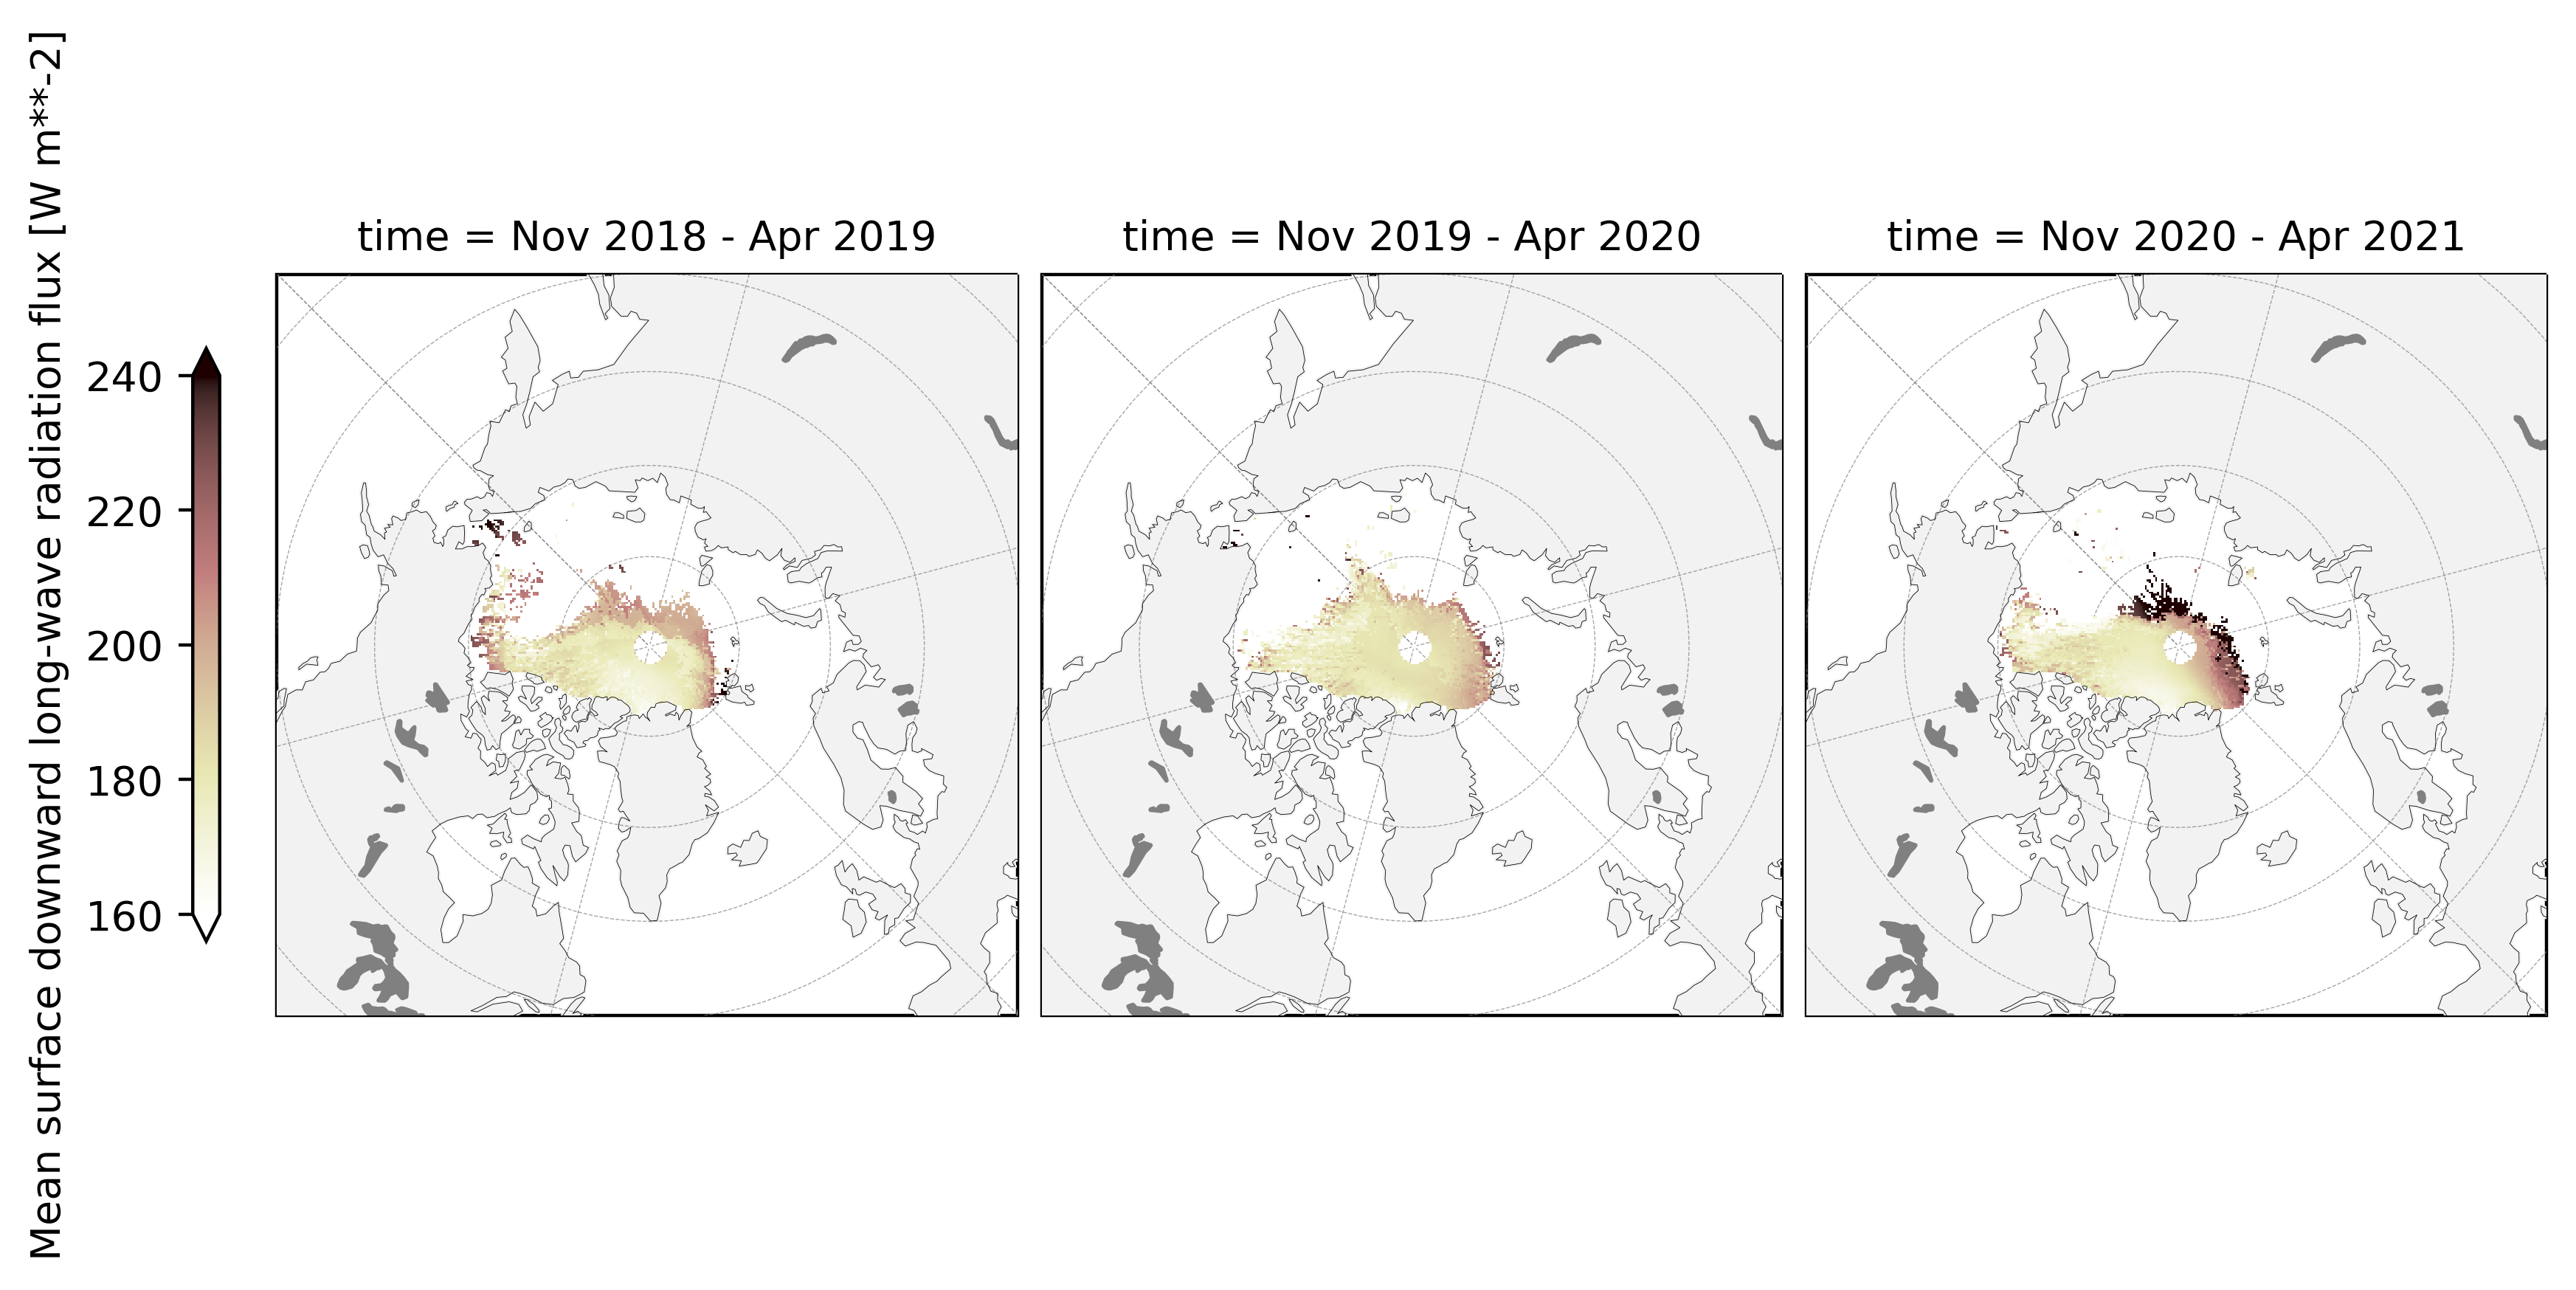 Mean surface downward long-wave radiation flux [W m**-2]
240
220
200
180
160
time = Nov 2018 - Apr 2019
time = Nov 2019 - Apr 2020
time = Nov 2020 - Apr 2021